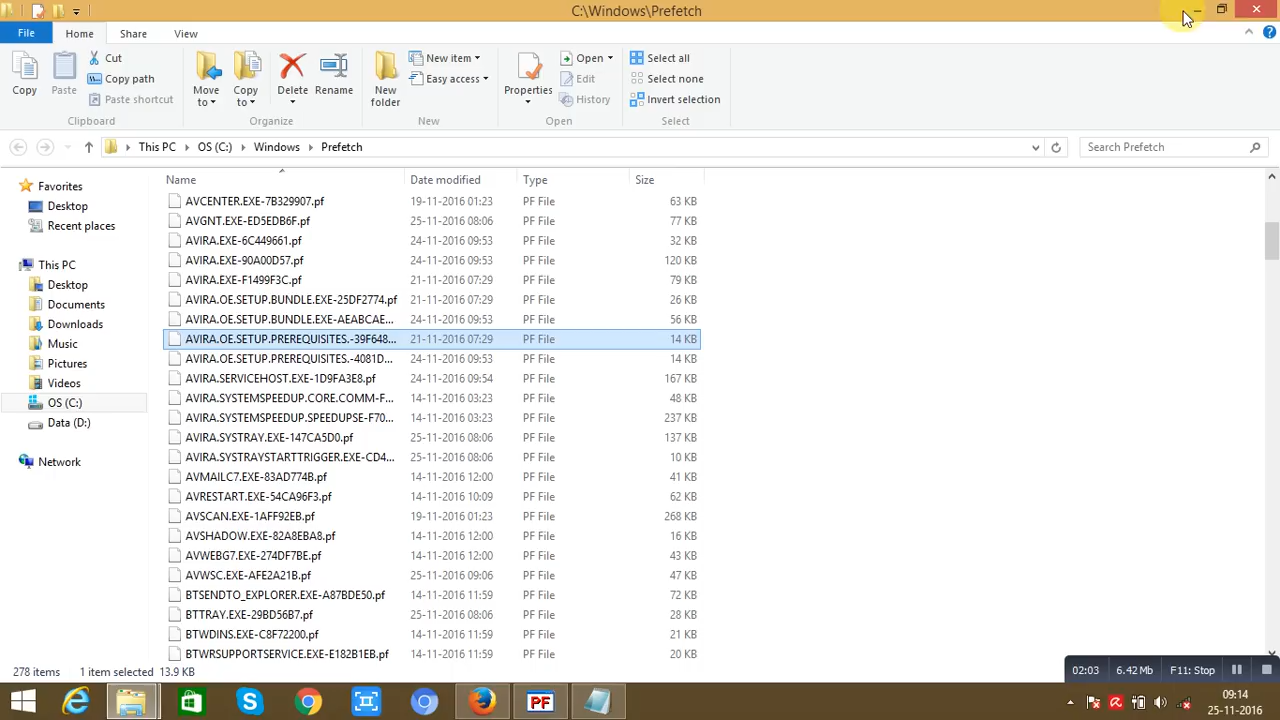 C:\Windows\Prefetch
File Home Share View
Copy
Paste
Cut
Copy path
Paste shortcut
Clipboard
Move to
Copy to
Delete
Rename
Organize
New folder
New item
Easy access
New
Properties
Open
Edit
History
Open
Select all
Select none
Invert selection
Select
This PC OS (C:) Windows Prefetch
Search Prefetch
Favorites
Desktop
Recent places
This PC
Desktop
Documents
Downloads
Music
Pictures
Videos
OS (C:)
Data (D:)
Network
Name Date modified Type Size
AVCENTER.EXE-7B329907.pf 19-11-2016 01:23 PF File 63 KB
AVGNT.EXE-ED5EDB6F.pf 25-11-2016 08:06 PF File 77 KB
AVIRA.EXE-6C449661.pf 24-11-2016 09:53 PF File 32 KB
AVIRA.EXE-90A00D57.pf 24-11-2016 09:53 PF File 120 KB
AVIRA.EXE-F1499F3C.pf 21-11-2016 07:29 PF File 79 KB
AVIRA.OE.SETUP.BUNDLE.EXE-25DF2774.pf 21-11-2016 07:29 PF File 26 KB
AVIRA.OE.SETUP.BUNDLE.EXE-AEABCAE... 24-11-2016 09:53 PF File 56 KB
AVIRA.OE.SETUP.PREREQUISITES.-39F648... 21-11-2016 07:29 PF File 14 KB
AVIRA.OE.SETUP.PREREQUISITES.-4081D... 24-11-2016 09:53 PF File 14 KB
AVIRA.SERVICEHOST.EXE-1D9FA3E8.pf 24-11-2016 09:54 PF File 167 KB
AVIRA.SYSTEMSPEEDUP.CORE.COMM-F... 14-11-2016 03:23 PF File 48 KB
AVIRA.SYSTEMSPEEDUP.SPEEDUPSE-F70... 14-11-2016 03:23 PF File 237 KB
AVIRA.SYSTRAY.EXE-147CA5D0.pf 25-11-2016 08:06 PF File 137 KB
AVIRA.SYSTRAYSTARTTRIGGER.EXE-CD4... 25-11-2016 08:06 PF File 10 KB
AVMAILC7.EXE-83AD774B.pf 14-11-2016 12:00 PF File 41 KB
AVRESTART.EXE-54CA96F3.pf 14-11-2016 10:09 PF File 62 KB
AVSCAN.EXE-1AFF92EB.pf 19-11-2016 01:23 PF File 268 KB
AVSHADOW.EXE-82A8EBA8.pf 14-11-2016 12:00 PF File 16 KB
AVWEBG7.EXE-274DF7BE.pf 14-11-2016 12:00 PF File 43 KB
AVWSC.EXE-AFE2A21B.pf 25-11-2016 09:06 PF File 47 KB
BTSENDTO_EXPLORER.EXE-A87BDE50.pf 14-11-2016 11:59 PF File 72 KB
BTTRAY.EXE-29BD56B7.pf 25-11-2016 08:06 PF File 28 KB
BTWDINS.EXE-C8F72200.pf 14-11-2016 11:59 PF File 21 KB
BTWRSUPPORTSERVICE.EXE-E182B1EB.pf 14-11-2016 11:59 PF File 20 KB
278 items 1 item selected 13.9 KB
02:03 6.42 Mb F11: Stop
PF
09:14
25-11-2016